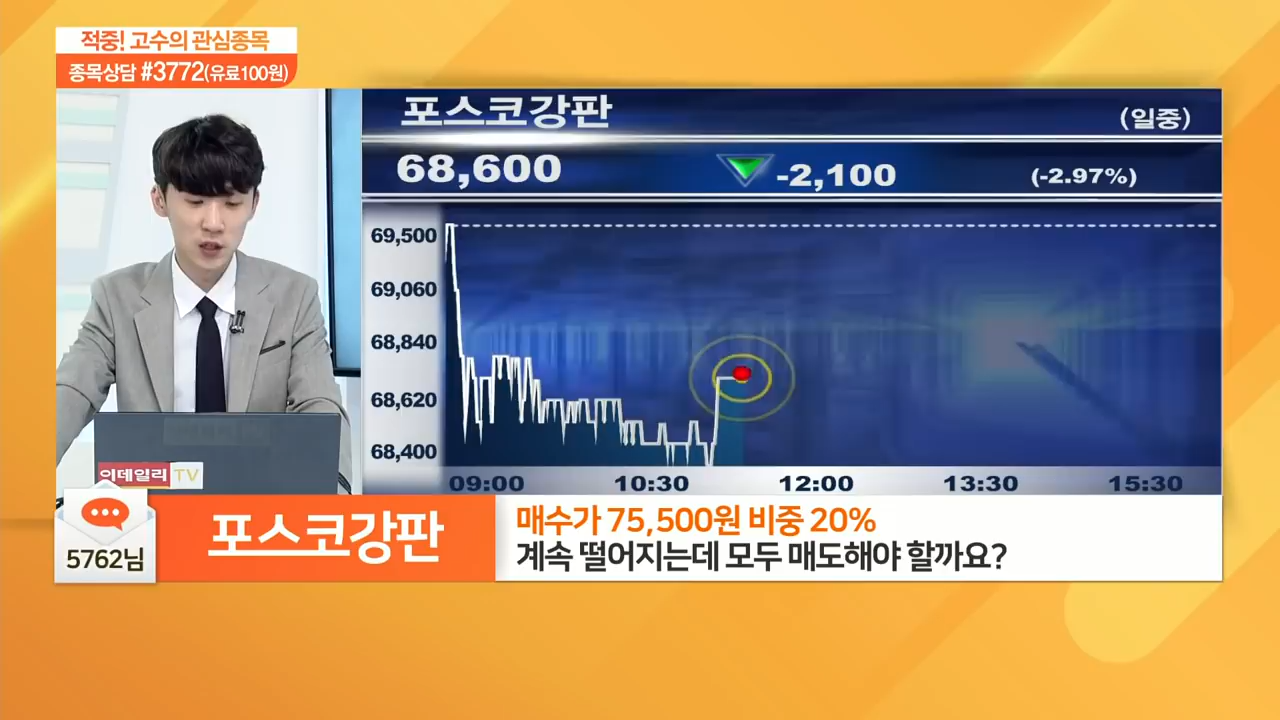 적중! 고수의 관심종목
종목상담 #3772(유료100원)
포스코강판
(일중)
68,600
-2,100
(-2.97%)
69,500
69,060
68,840
68,620
68,400
09:00 10:30 12:00 13:30 15:30
이데일리 TV
5762님
포스코강판
매수가 75,500원 비중 20%
계속 떨어지는데 모두 매도해야 할까요?